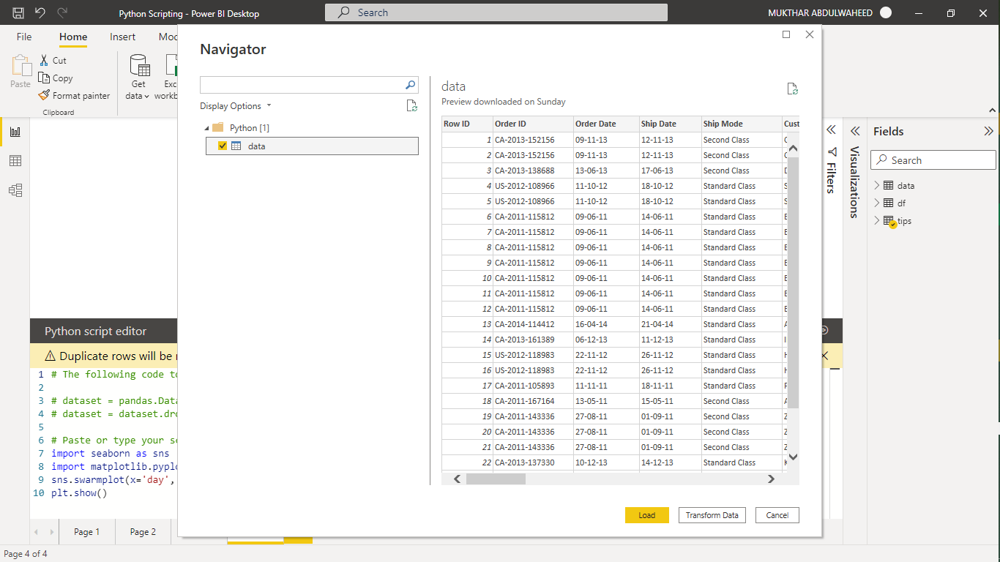 Python Scripting - Power BI Desktop
Search
MUKTHAR ABDULWAHEED
File Home Insert Mod
Paste
Cut
Copy
Format painter
Clipboard
Get data
Exc
workb
Navigator
Display Options
Python [1]
data
data
Preview downloaded on Sunday
Row ID Order ID Order Date Ship Date Ship Mode Cust
1 CA-2013-152156 09-11-13 12-11-13 Second Class C
2 CA-2013-152156 09-11-13 12-11-13 Second Class C
3 CA-2013-138688 13-06-13 17-06-13 Second Class D
4 US-2012-108966 11-10-12 18-10-12 Standard Class S
5 US-2012-108966 11-10-12 18-10-12 Standard Class S
6 CA-2011-115812 09-06-11 14-06-11 Standard Class B
7 CA-2011-115812 09-06-11 14-06-11 Standard Class B
8 CA-2011-115812 09-06-11 14-06-11 Standard Class B
9 CA-2011-115812 09-06-11 14-06-11 Standard Class B
10 CA-2011-115812 09-06-11 14-06-11 Standard Class B
11 CA-2011-115812 09-06-11 14-06-11 Standard Class B
12 CA-2011-115812 09-06-11 14-06-11 Standard Class B
13 CA-2014-114412 16-04-14 21-04-14 Standard Class A
14 CA-2013-161389 06-12-13 11-12-13 Standard Class I
15 US-2012-118983 22-11-12 26-11-12 Standard Class H
16 US-2012-118983 22-11-12 26-11-12 Standard Class H
17 CA-2011-105893 11-11-11 18-11-11 Standard Class P
18 CA-2011-167164 13-05-11 15-05-11 Second Class A
19 CA-2011-143336 27-08-11 01-09-11 Second Class Z
20 CA-2011-143336 27-08-11 01-09-11 Second Class Z
21 CA-2011-143336 27-08-11 01-09-11 Second Class Z
22 CA-2013-137330 10-12-13 14-12-13 Standard Class K
Load
Transform Data
Cancel
Filters
Visualizations
Fields
Search
data
df
tips
Python script editor
Duplicate rows will be
1 # The following code to
2
3 # dataset = pandas.Data
4 # dataset = dataset.dro
5
6 # Paste or type your sc
7 import seaborn as sns
8 import matplotlib.pyplo
9 sns.swarmplot(x='day',
10 plt.show()
Page 1
Page 2
Page 4 of 4